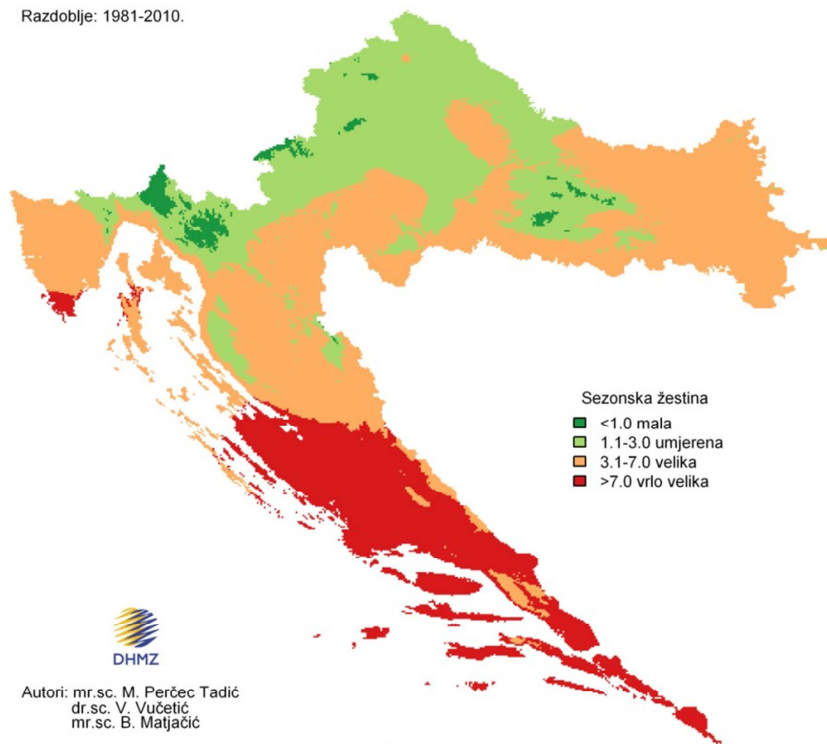 Razdoblje: 1981-2010.
Sezonska žestina
<1.0 mala
1.1-3.0 umjerena
3.1-7.0 velika
>7.0 vrlo velika
DHMZ
Autori: mr.sc. M. Perčec Tadić
dr.sc. V. Vučetić
mr.sc. B. Matjačić